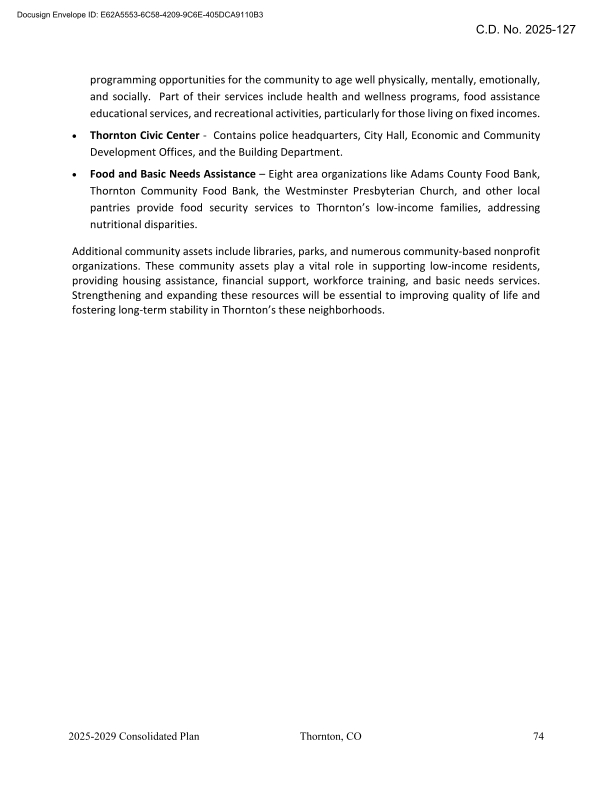 Docusign Envelope ID: E62A5553-6C58-4209-9C6E-405DCA9110B3
C.D. No. 2025-127
programming opportunities for the community to age well physically, mentally, emotionally,
and socially.  Part of their services include health and wellness programs, food assistance
educational services, and recreational activities, particularly for those living on fixed incomes.
• Thornton Civic Center -  Contains police headquarters, City Hall, Economic and Community
Development Offices, and the Building Department.
• Food and Basic Needs Assistance – Eight area organizations like Adams County Food Bank,
Thornton Community Food Bank, the Westminster Presbyterian Church, and other local
pantries provide food security services to Thornton’s low-income families, addressing
nutritional disparities.
Additional community assets include libraries, parks, and numerous community-based nonprofit
organizations. These community assets play a vital role in supporting low-income residents,
providing housing assistance, financial support, workforce training, and basic needs services.
Strengthening and expanding these resources will be essential to improving quality of life and
fostering long-term stability in Thornton’s these neighborhoods.
2025-2029 Consolidated Plan Thornton, CO 74